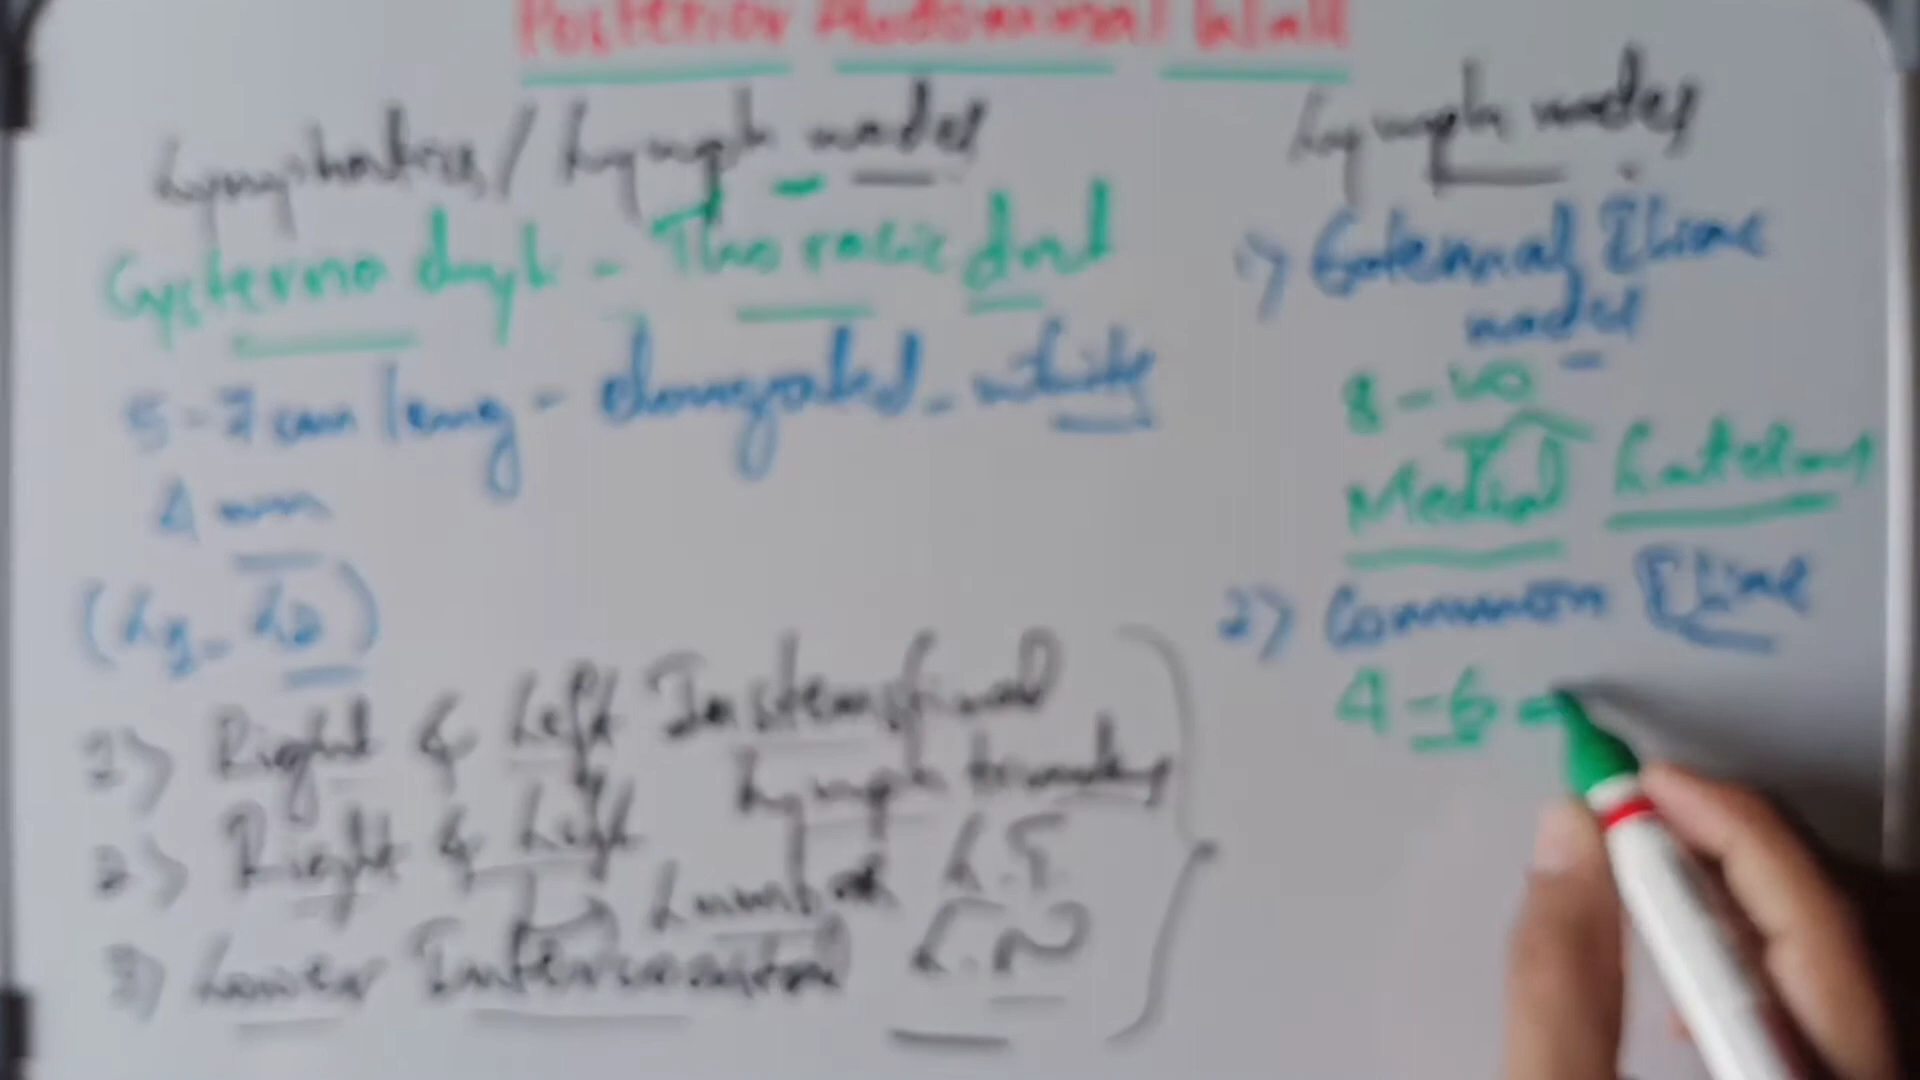 Posterior Abdominal Wall
Lymphatics / Lymph nodes
Cysterna chyli - Thoracic duct
5-7 cm long - elongated - white
4 mm
(L1 - L2)
1) Right & Left Intenstinal
Lymph trunks
2) Right & Left
Lumbar L.T
3) Lower Intercostal L.N
Lymph nodes
1) External Iliac
nodes
8-10
Medial Lateral
2) Common Iliac
4-6